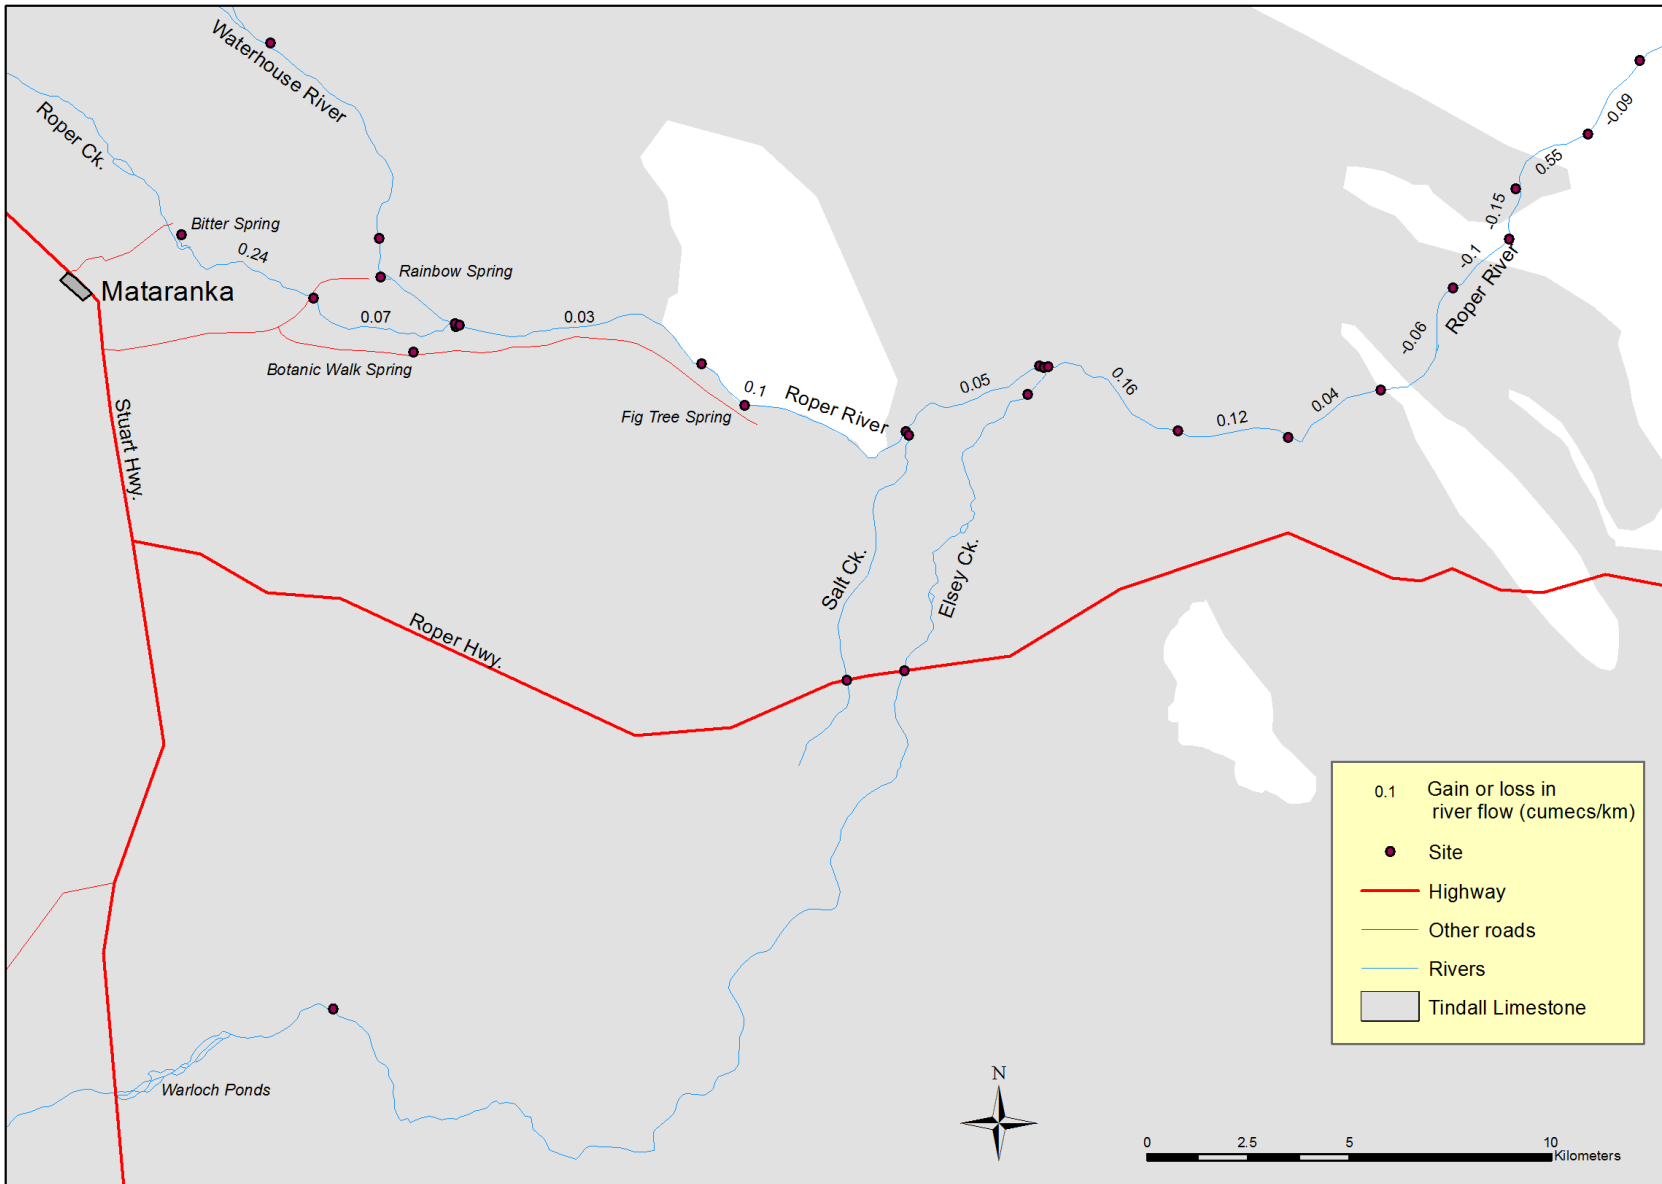 Waterhouse River
Roper Ck.
-0.09
0.55
-0.15
Bitter Spring
0.24
-0.1
Roper River
Rainbow Spring
Mataranka
0.07
0.03
-0.06
Botanic Walk Spring
0.05
0.16
0.1
Roper River
0.04
Fig Tree Spring
0.12
Stuart Hwy.
Salt Ck.
Elsey Ck.
Roper Hwy.
0.1 Gain or loss in
river flow (cumecs/km)
Site
Highway
Other roads
Rivers
Tindall Limestone
Warloch Ponds
N
0 2.5 5 10
Kilometers